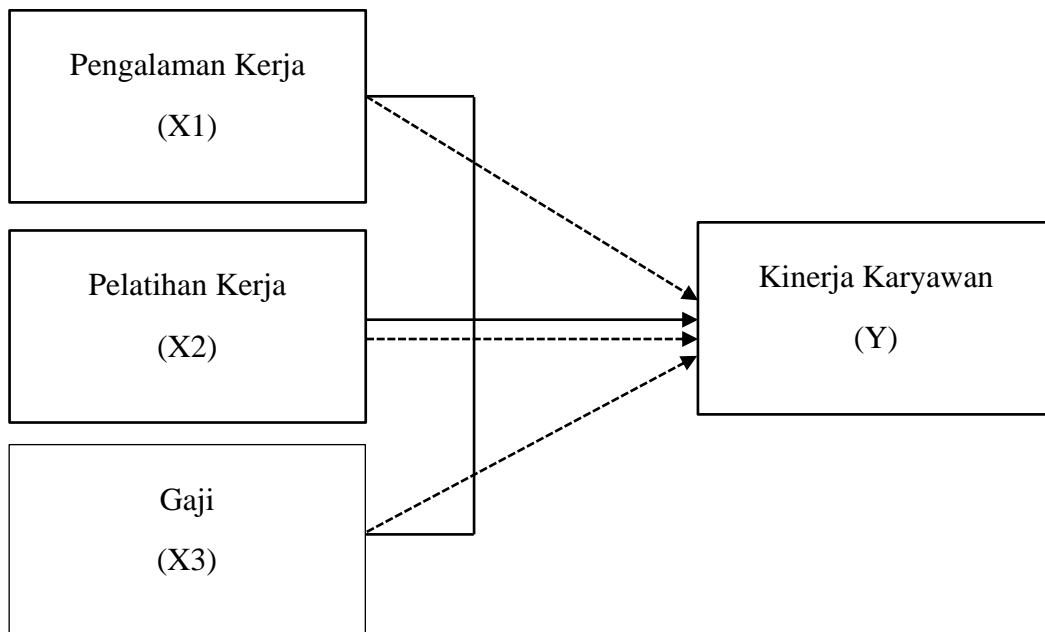 Pengalaman Kerja
(X1)
Pelatihan Kerja
(X2)
Gaji
(X3)
Kinerja Karyawan
(Y)